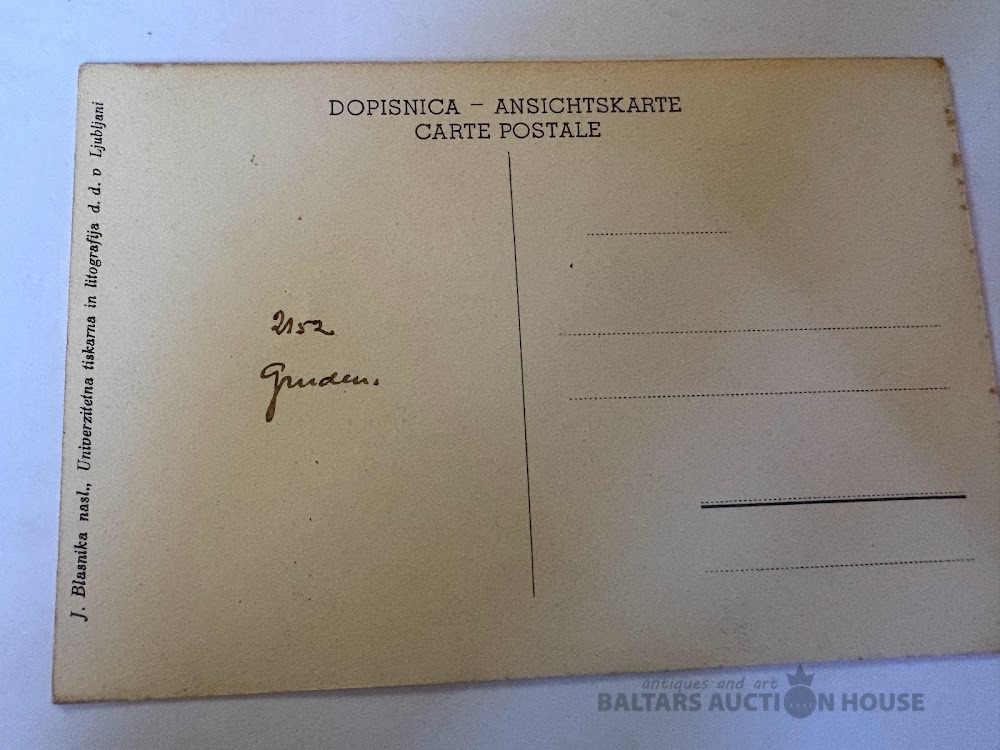 DOPISNICA – ANSICHTSKARTE
CARTE POSTALE
J. Blasnika nasl., Univerzitetna tiskarna in litografija d. d. v Ljubljani
2152
Gruden.
antiques and art
BALTARS AUCTION HOUSE